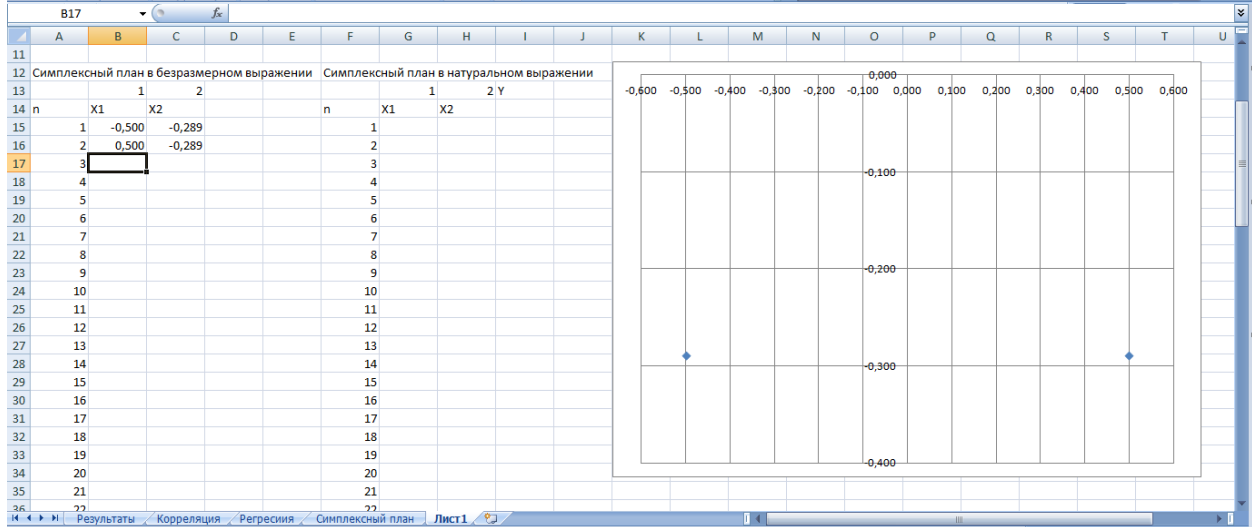 B17 fx
A B C D E F G H I J K L M N O P Q R S T U
11
12 Симплексный план в безразмерном выражении Симплексный план в натуральном выражении
13 1 2 1 2 Y
14 n X1 X2 n X1 X2
15 1 -0,500 -0,289 1
16 2 0,500 -0,289 2
17 3 3
18 4 4
19 5 5
20 6 6
21 7 7
22 8 8
23 9 9
24 10 10
25 11 11
26 12 12
27 13 13
28 14 14
29 15 15
30 16 16
31 17 17
32 18 18
33 19 19
34 20 20
35 21 21
36 22 22
0,000
-0,600 -0,500 -0,400 -0,300 -0,200 -0,100 0,000 0,100 0,200 0,300 0,400 0,500 0,600
-0,100
-0,200
-0,300
-0,400
Результаты Корреляция Регресиия Симплексный план Лист1